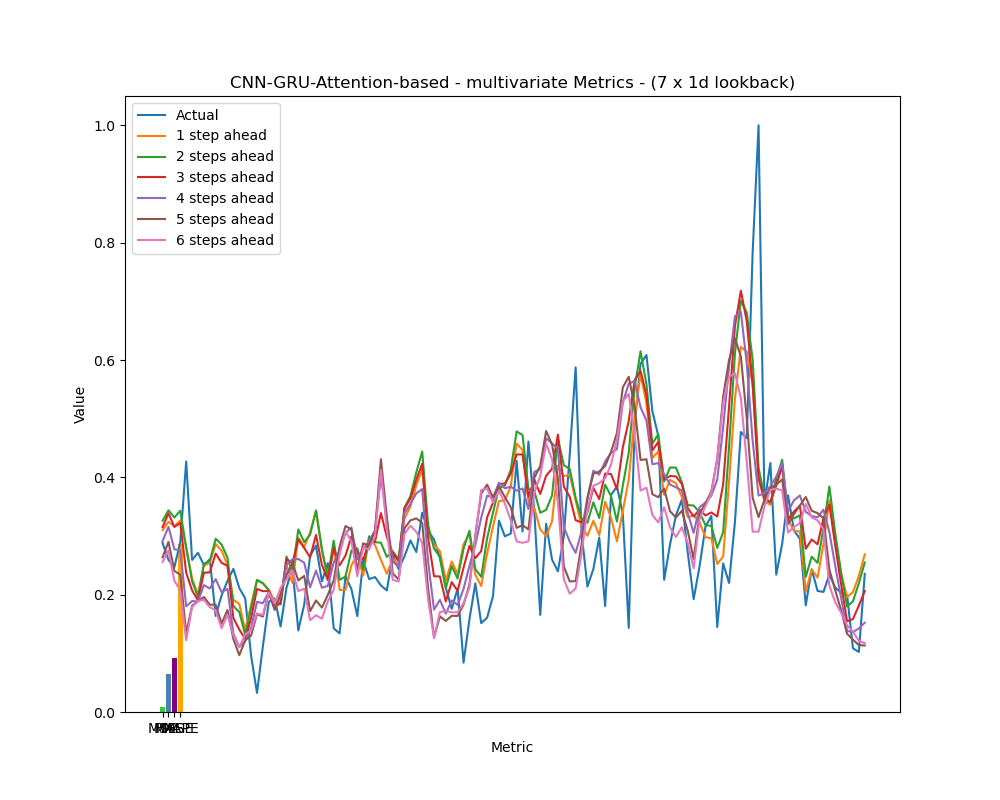 CNN-GRU-Attention-based - multivariate Metrics - (7 x 1d lookback)
Actual
1 step ahead
2 steps ahead
3 steps ahead
4 steps ahead
5 steps ahead
6 steps ahead
1.0
0.8
0.6
0.4
0.2
0.0
Value
Metric